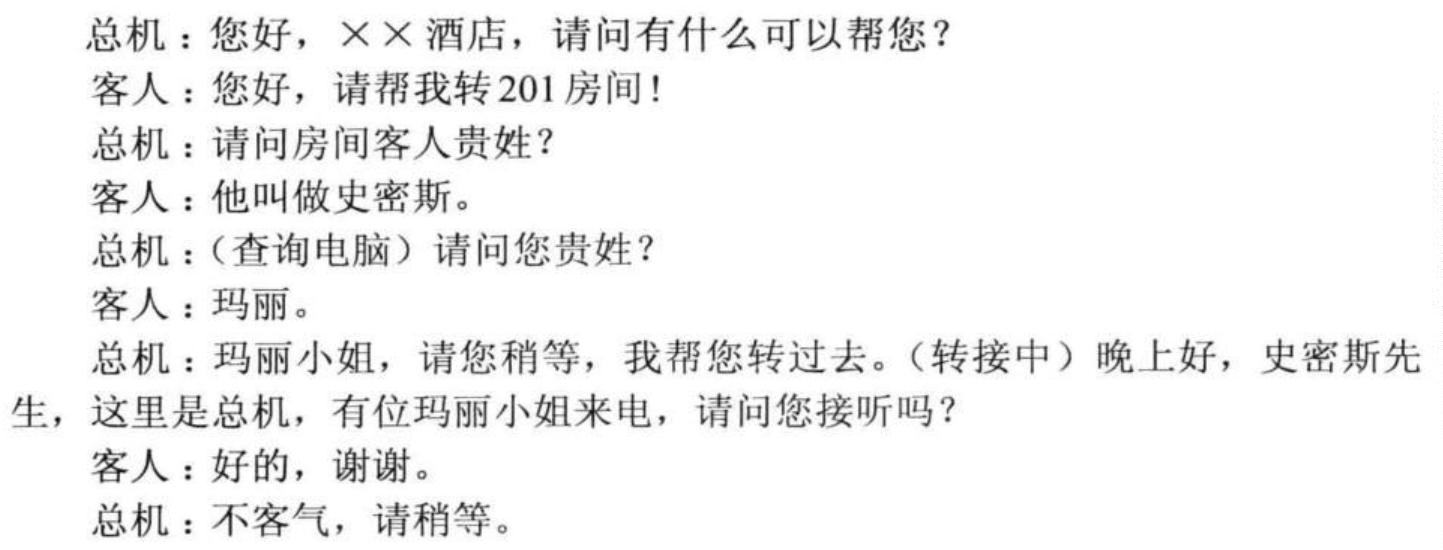 总机：您好，××酒店，请问有什么可以帮您？
客人：您好，请帮我转201房间！
总机：请问房间客人贵姓？
客人：他叫做史密斯。
总机：（查询电脑）请问您贵姓？
客人：玛丽。
总机：玛丽小姐，请您稍等，我帮您转过去。（转接中）晚上好，史密斯先
生，这里是总机，有位玛丽小姐来电，请问您接听吗？
客人：好的，谢谢。
总机：不客气，请稍等。